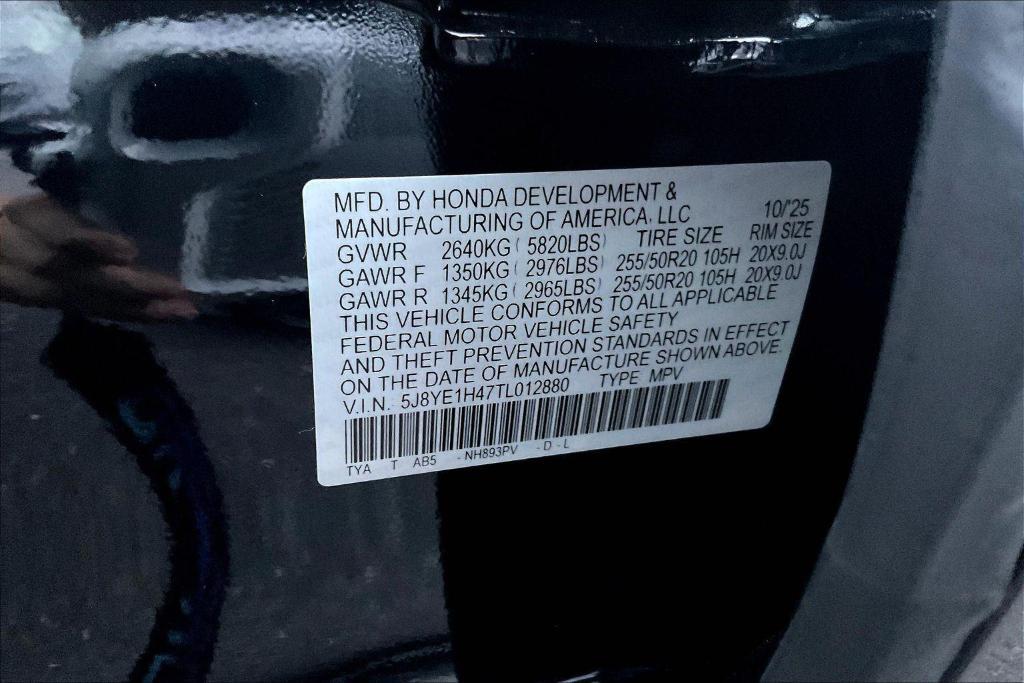 MFD. BY HONDA DEVELOPMENT &
MANUFACTURING OF AMERICA, LLC 10/'25
GVWR 2640KG ( 5820LBS) TIRE SIZE RIM SIZE
GAWR F 1350KG ( 2976LBS) 255/50R20 105H 20X9.0J
GAWR R 1345KG ( 2965LBS) 255/50R20 105H 20X9.0J
THIS VEHICLE CONFORMS TO ALL APPLICABLE
FEDERAL MOTOR VEHICLE SAFETY
AND THEFT PREVENTION STANDARDS IN EFFECT
ON THE DATE OF MANUFACTURE SHOWN ABOVE.
V.I.N.: 5J8YE1H47TL012880 TYPE MPV
TYA T AB5 - NH893PV - D - L